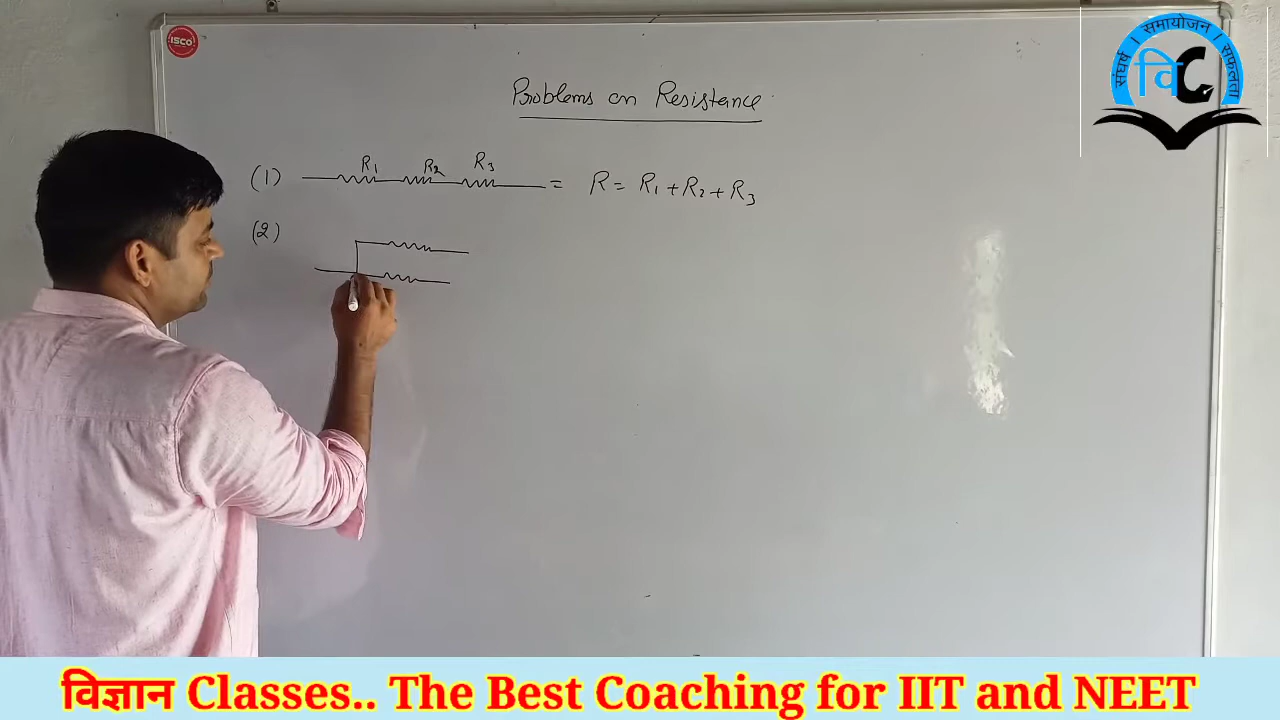 ISCO
संघर्ष । समायोजन । सफलता
विC
Problems on Resistance
(1) R₁ R₂ R₃ = R = R₁ + R₂ + R₃
(2)
विज्ञान Classes.. The Best Coaching for IIT and NEET